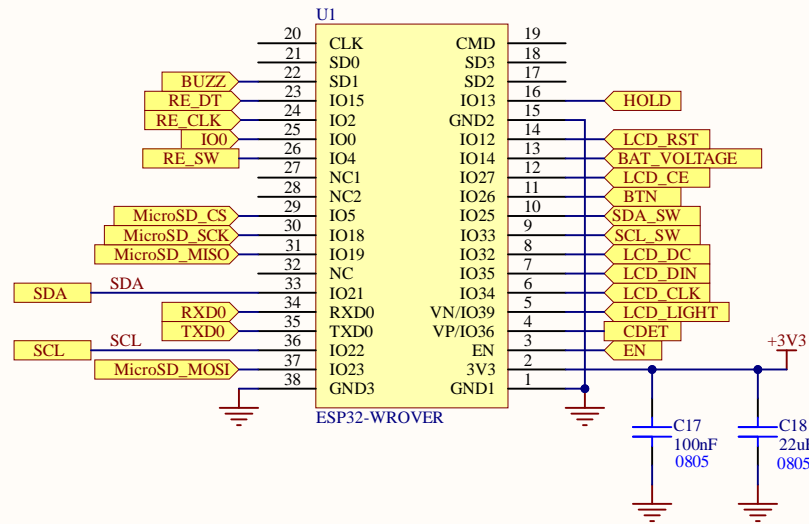 U1
20 CLK CMD 19
21 SD0 SD3 18
BUZZ 22 SD1 SD2 17
RE_DT 23 IO15 IO13 16 HOLD
RE_CLK 24 IO2 GND2 15
IO0 25 IO0 IO12 14 LCD_RST
RE_SW 26 IO4 IO14 13 BAT_VOLTAGE
27 NC1 IO27 12 LCD_CE
28 NC2 IO26 11 BTN
MicroSD_CS 29 IO5 IO25 10 SDA_SW
MicroSD_SCK 30 IO18 IO33 9 SCL_SW
MicroSD_MISO 31 IO19 IO32 8 LCD_DC
32 NC IO35 7 LCD_DIN
SDA SDA 33 IO21 IO34 6 LCD_CLK
RXD0 34 RXD0 VN/IO39 5 LCD_LIGHT
TXD0 35 TXD0 VP/IO36 4 CDET
SCL SCL 36 IO22 EN 3 EN
MicroSD_MOSI 37 IO23 3V3 2 +3V3
38 GND3 GND1 1
ESP32-WROVER
C17 C18
100nF 22u
0805 0805